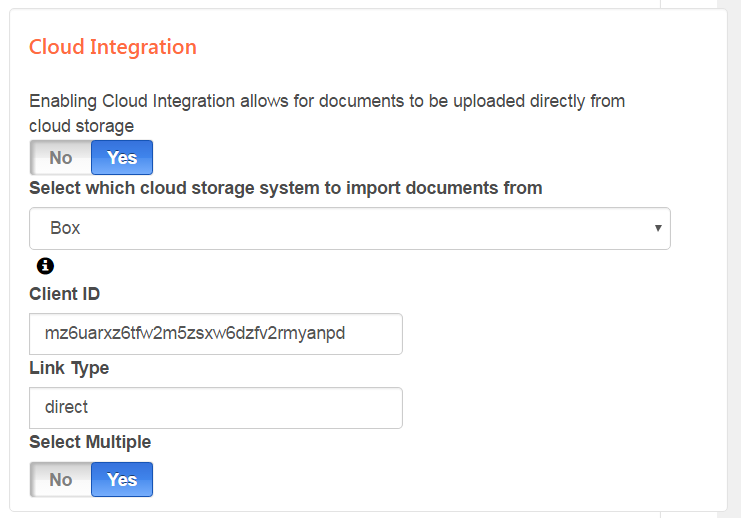 Cloud Integration
Enabling Cloud Integration allows for documents to be uploaded directly from
cloud storage
No Yes
Select which cloud storage system to import documents from
Box
Client ID
mz6uarxz6tfw2m5zsxw6dzfv2rmyanpd
Link Type
direct
Select Multiple
No Yes